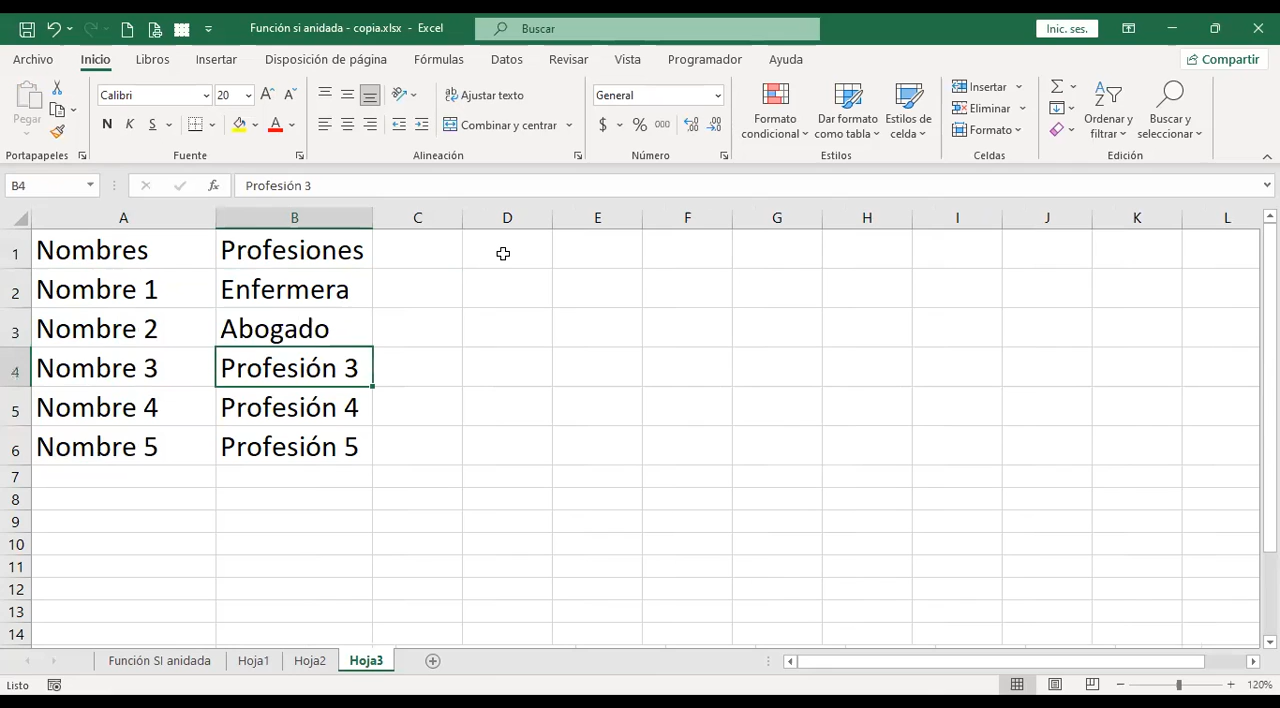 Función si anidada - copia.xlsx - Excel
Buscar
Inic. ses.
Archivo Inicio Libros Insertar Disposición de página Fórmulas Datos Revisar Vista Programador Ayuda Compartir
Pegar
Calibri 20
N K S
Ajustar texto
Combinar y centrar
General
$ % 000
Formato condicional
Dar formato como tabla
Estilos de celda
Insertar
Eliminar
Formato
Ordenar y filtrar
Buscar y seleccionar
Portapapeles Fuente Alineación Número Estilos Celdas Edición
B4 fx Profesión 3
A B C D E F G H I J K L
1 Nombres Profesiones
2 Nombre 1 Enfermera
3 Nombre 2 Abogado
4 Nombre 3 Profesión 3
5 Nombre 4 Profesión 4
6 Nombre 5 Profesión 5
7
8
9
10
11
12
13
14
Función SI anidada Hoja1 Hoja2 Hoja3
Listo 120%